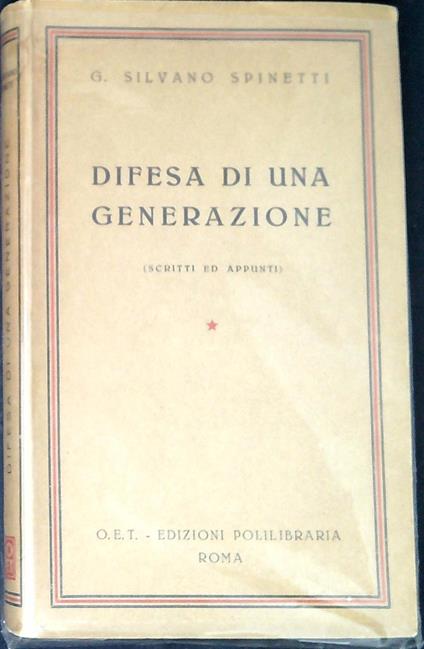 G. SILVANO SPINETTI
DIFESA DI UNA
GENERAZIONE
(SCRITTI ED APPUNTI)
O.E.T. - EDIZIONI POLILIBRARIA
ROMA
DIFESA DI UNA GENERAZIONE